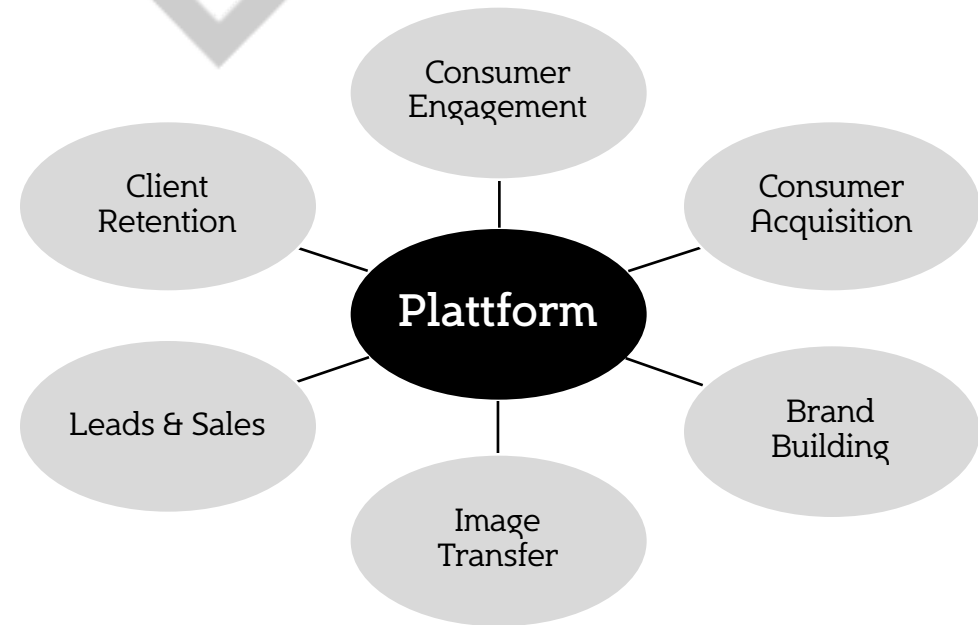 Consumer
Engagement
Client
Retention
Consumer
Acquisition
Plattform
Leads & Sales
Brand
Building
Image
Transfer